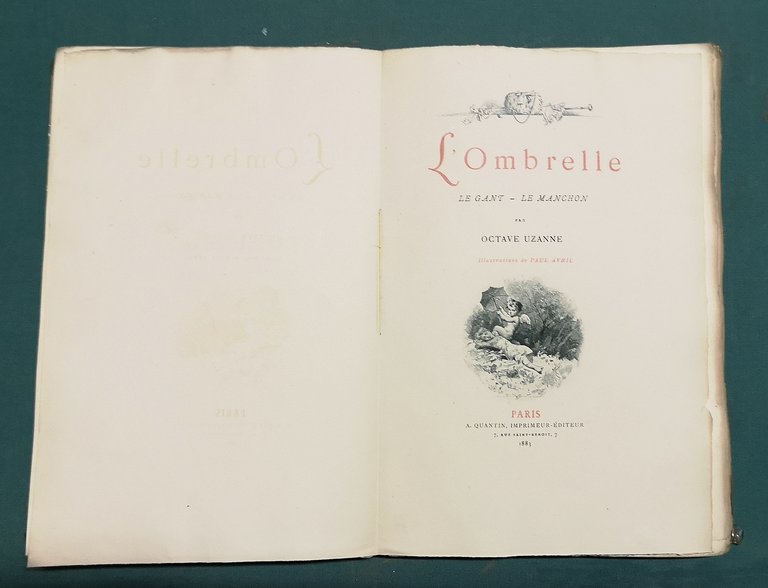 L'Ombrelle
LE GANT – LE MANCHON
PAR
OCTAVE UZANNE
Illustrations de PAUL AVRIL
PARIS
A. QUANTIN, IMPRIMEUR-ÉDITEUR
7, RUE SAINT-BENOIT, 7
1883